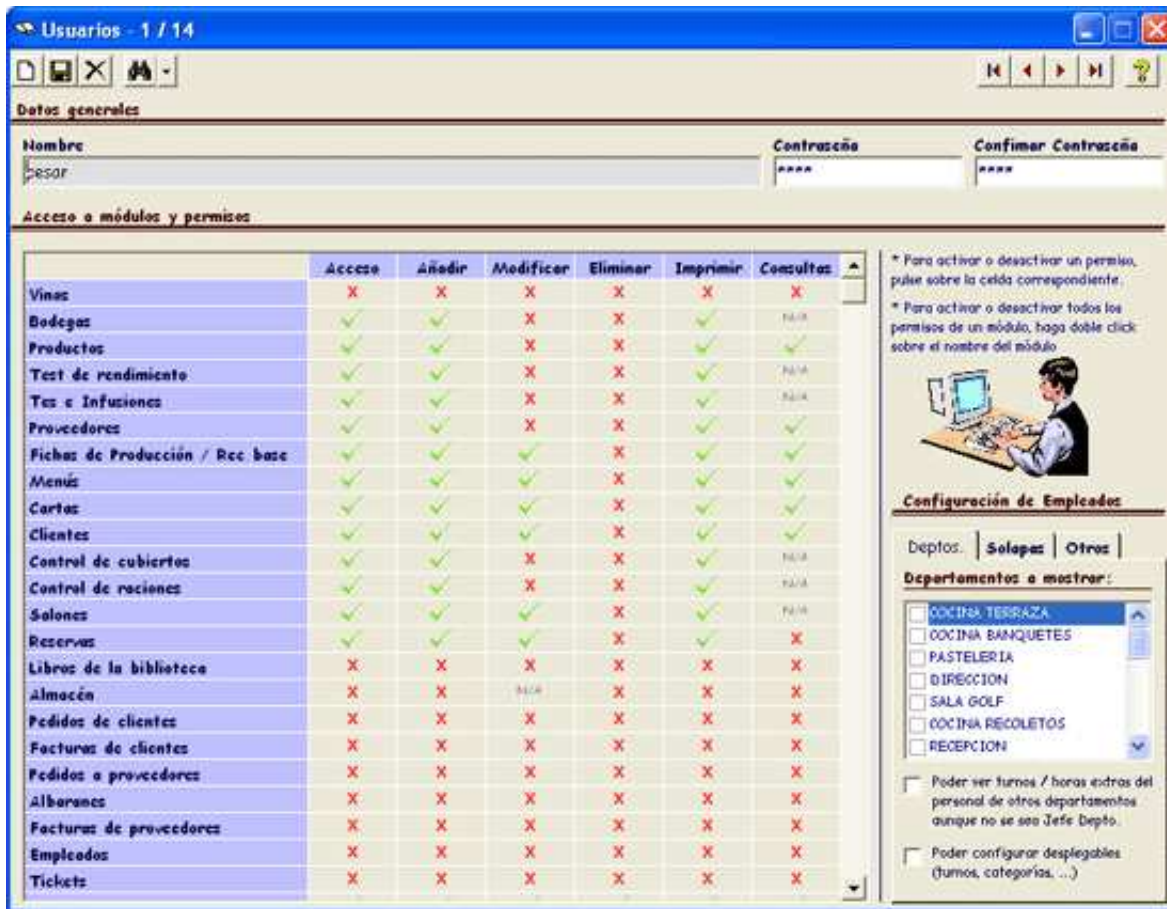 Usuarios - 1 / 14
Datos generales
Nombre Contraseña Confimar Contraseña
cesar **** ****
Acceso a módulos y permisos
Acceso Añadir Modificar Eliminar Imprimir Consultas
Vinos X X X X X X
Bodegas ✓ ✓ X X ✓ N/A
Productos ✓ ✓ X X ✓ ✓
Test de rendimiento ✓ ✓ X X ✓ N/A
Tes e Infusiones ✓ ✓ X X ✓ N/A
Proveedores ✓ ✓ X X ✓ ✓
Fichas de Producción / Rec base ✓ ✓ ✓ X ✓ ✓
Menús ✓ ✓ ✓ X ✓ ✓
Cartas ✓ ✓ ✓ X ✓ ✓
Clientes ✓ ✓ ✓ X ✓ ✓
Control de cubiertos ✓ ✓ X X ✓ N/A
Control de raciones ✓ ✓ X X ✓ N/A
Salones ✓ ✓ ✓ X ✓ N/A
Reservas ✓ ✓ ✓ X ✓ X
Libros de la biblioteca X X X X X X
Almacén X X N/A X X X
Pedidos de clientes X X X X X X
Facturas de clientes X X X X X X
Pedidos a proveedores X X X X X X
Albaranes X X X X X X
Facturas de proveedores X X X X X X
Empleados X X X X X X
Tickets X X X X X X
* Para activar o desactivar un permiso,
pulse sobre la celda correspondiente.
* Para activar o desactivar todos los
permisos de un módulo, haga doble click
sobre el nombre del módulo
Configuración de Empleados
Deptos. Solapas Otros
Departamentos a mostrar:
COCINA TERRAZA
COCINA BANQUETES
PASTELERIA
DIRECCION
SALA GOLF
COCINA RECOLETOS
RECEPCION
Poder ver turnos / horas extras del
personal de otros departamentos
aunque no se sea Jefe Depto.
Poder configurar desplegables
(turnos, categorías, ...)